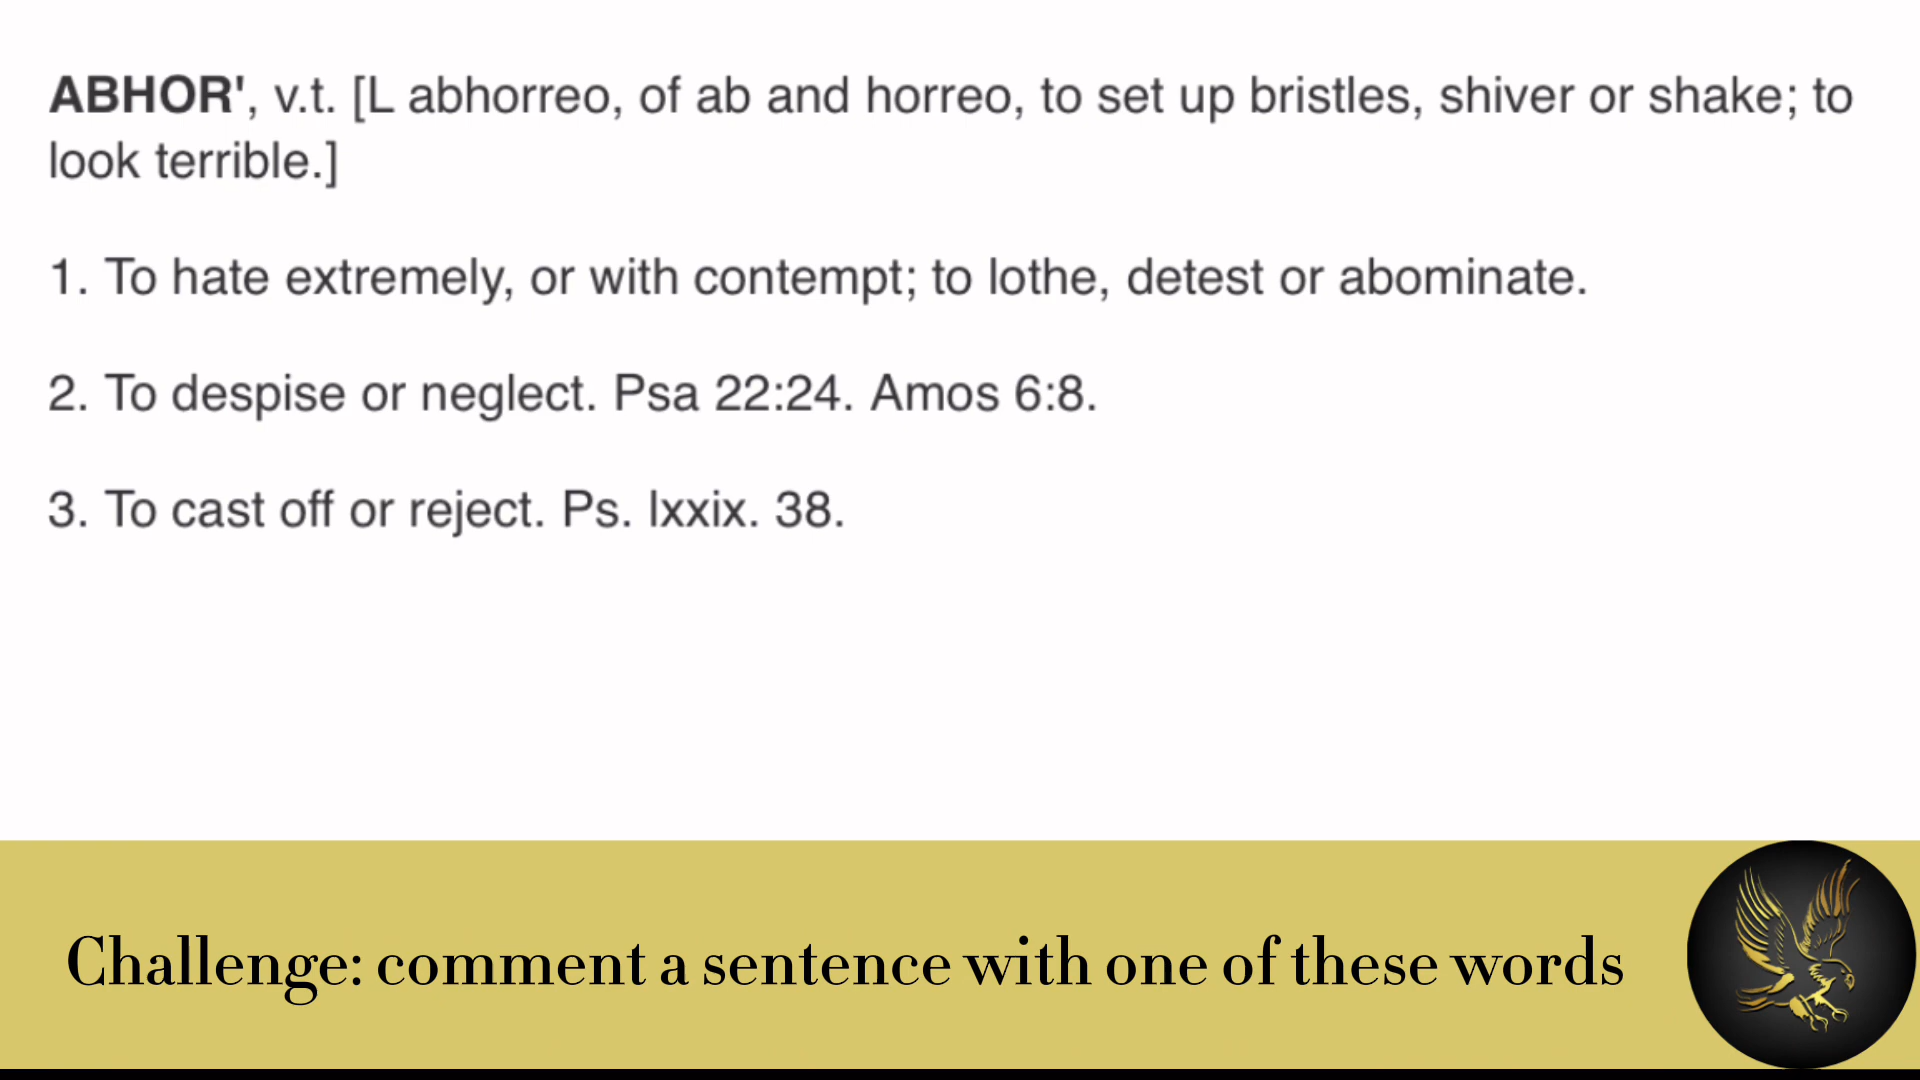 ABHOR', v.t. [L abhorreo, of ab and horreo, to set up bristles, shiver or shake; to
look terrible.]
1. To hate extremely, or with contempt; to lothe, detest or abominate.
2. To despise or neglect. Psa 22:24. Amos 6:8.
3. To cast off or reject. Ps. lxxix. 38.
Challenge: comment a sentence with one of these words